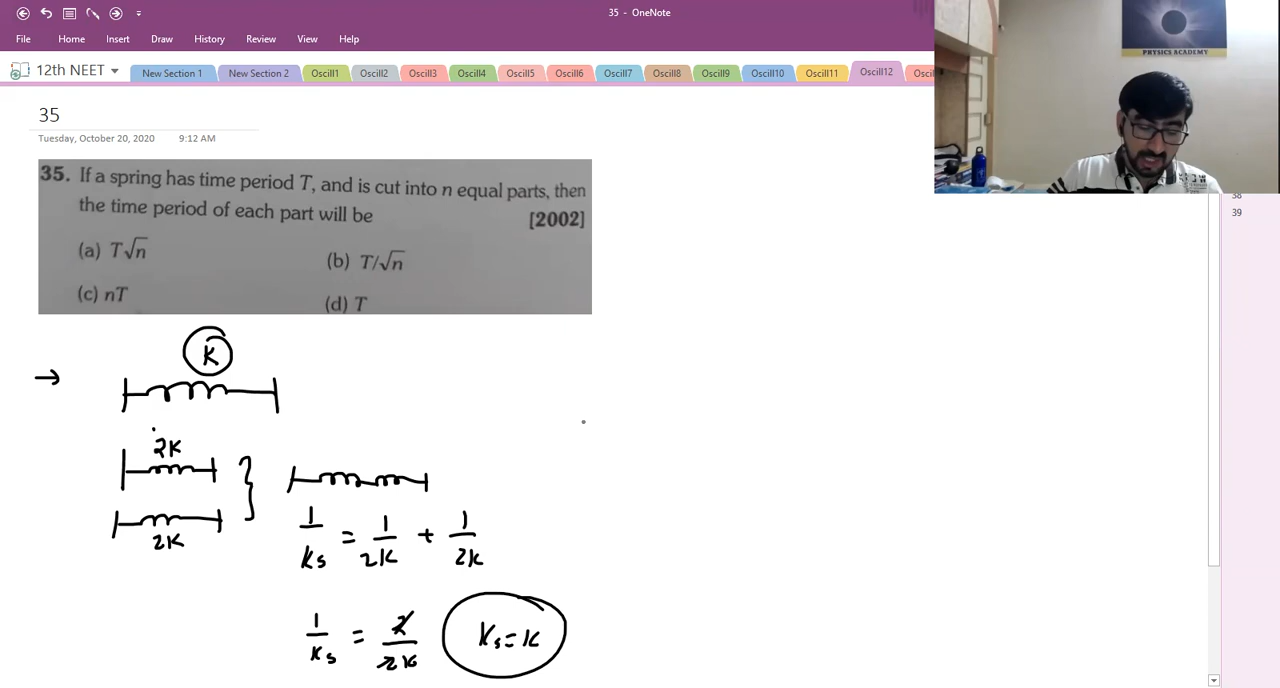 35 - OneNote
File Home Insert Draw History Review View Help
12th NEET New Section 1 New Section 2 Oscill1 Oscill2 Oscill3 Oscill4 Oscill5 Oscill6 Oscill7 Oscill8 Oscill9 Oscill10 Oscill11 Oscill12 Oscil
PHYSICS ACADEMY
35
Tuesday, October 20, 2020 9:12 AM
39
35. If a spring has time period T, and is cut into n equal parts, then
the time period of each part will be [2002]
(a) T√n (b) T/√n
(c) nT (d) T
→ K
2K
2K
1/Ks = 1/2K + 1/2K
1/Ks = 2/2K Ks = K